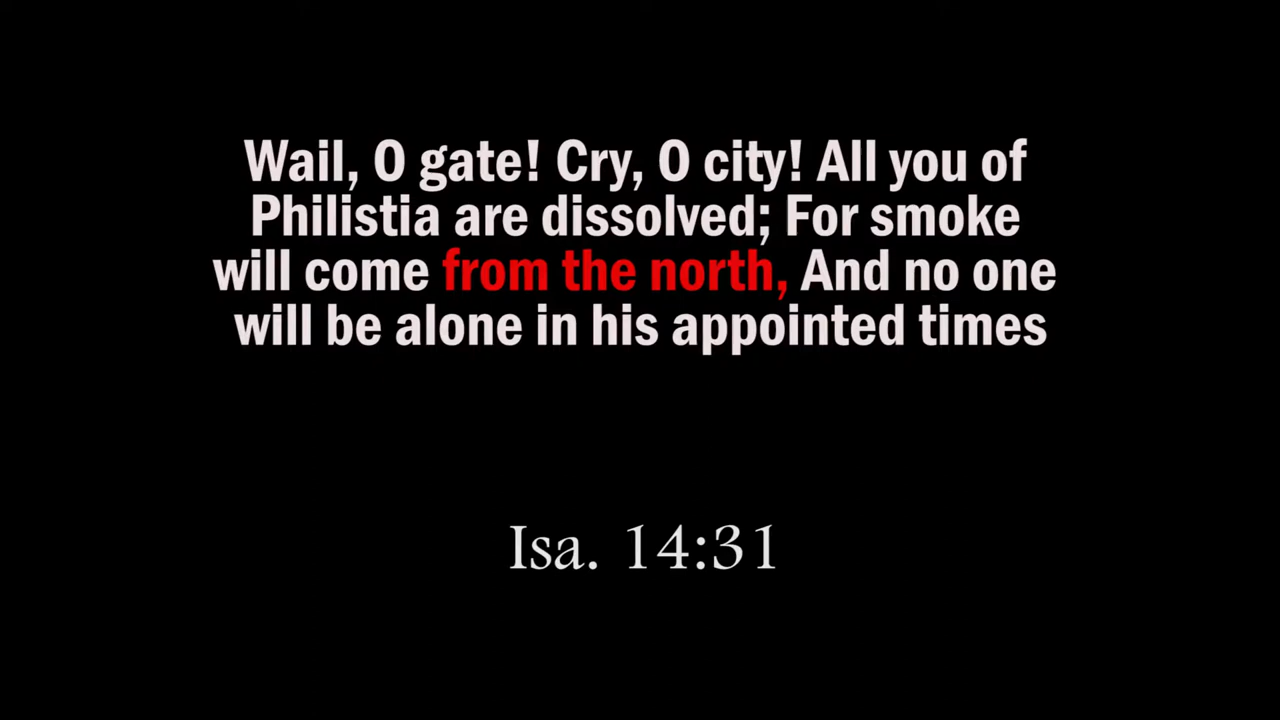 Wail, O gate! Cry, O city! All you of
Philistia are dissolved; For smoke
will come from the north, And no one
will be alone in his appointed times
Isa. 14:31